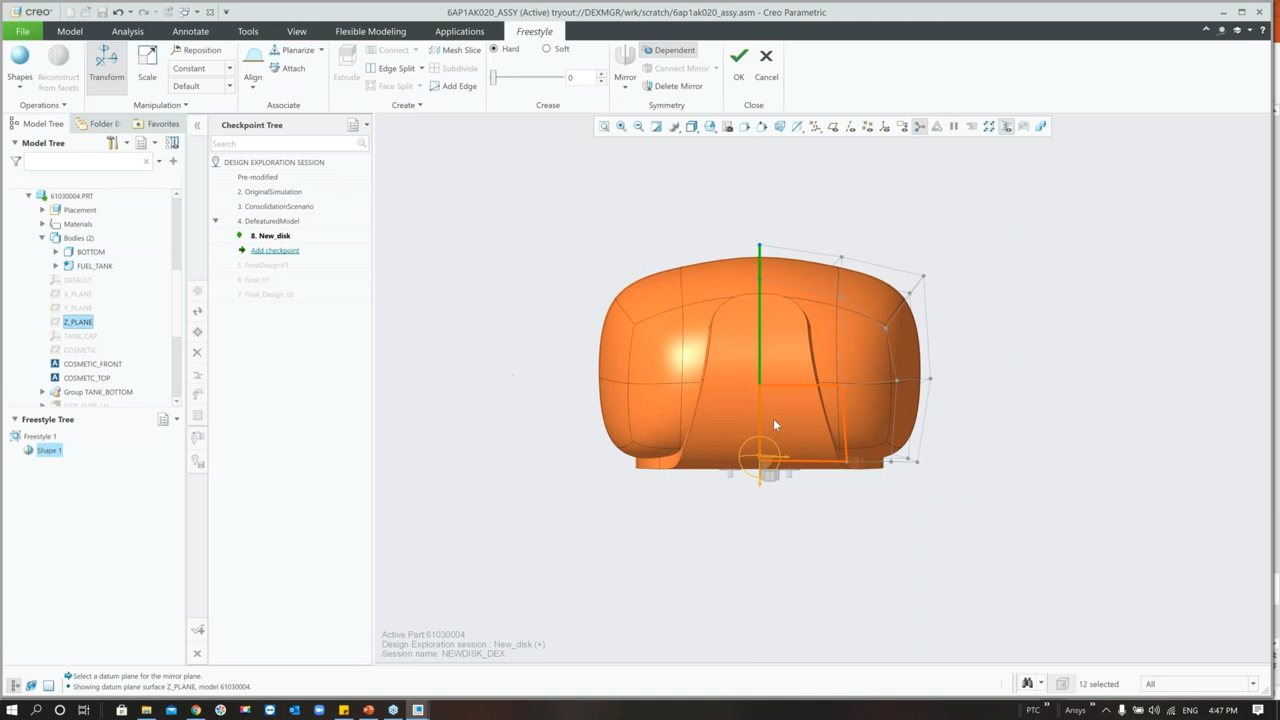 creo
6AP1AK020_ASSY (Active) tryout://DEXMGR/wrk/scratch/6ap1ak020_assy.asm - Creo Parametric
File Model Analysis Annotate Tools View Flexible Modeling Applications Freestyle
Shapes
Reconstruct from facets
Operations
Transform
Scale
Reposition
Constant
Default
Manipulation
Align
Planarize
Attach
Associate
Extrude
Connect
Mesh Slice
Edge Split
Subdivide
Face Split
Add Edge
Create
Hard
Soft
0
Crease
Mirror
Dependent
Connect Mirror
Delete Mirror
Symmetry
OK
Cancel
Close
Model Tree
Folder B
Favorites
Model Tree
61030004.PRT
Placement
Materials
Bodies (2)
BOTTOM
FUEL_TANK
DEFAULT
X_PLANE
Y_PLANE
Z_PLANE
TANK_CAP
COSMETIC
COSMETIC_FRONT
COSMETC_TOP
Group TANK_BOTTOM
Freestyle Tree
Freestyle 1
Shape 1
Checkpoint Tree
Search
DESIGN EXPLORATION SESSION
Pre-modified
2. OriginalSimulation
3. ConsolidationScenario
4. DefeaturedModel
8. New_disk
Add checkpoint
5. FinalDesignV1
6. Final_01
7. Final_Design_02
Active Part:61030004
Design Exploration session : New_disk (+)
Session name: NEWDISK_DEX
Select a datum plane for the mirror plane.
Showing datum plane surface Z_PLANE, model 61030004.
12 selected
All
PTC
Ansys
ENG
4:47 PM